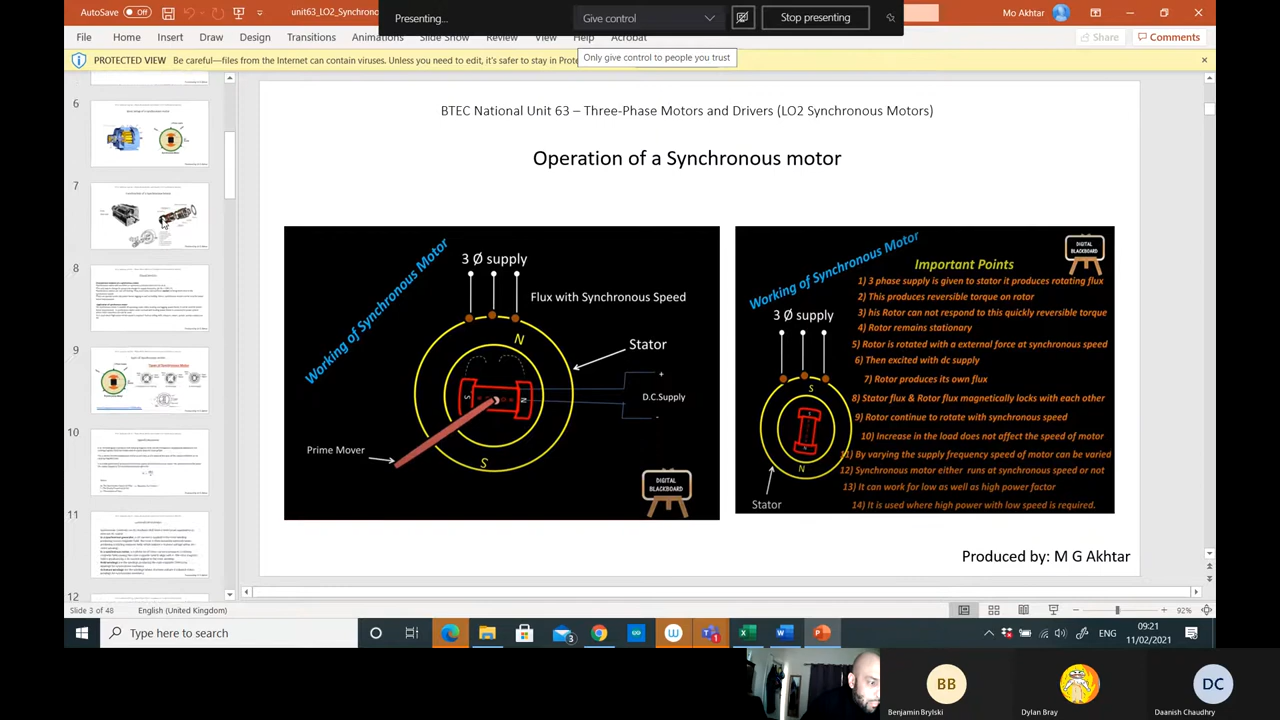 AutoSave
Off
unit63_LO2_Synchrono
Presenting...
Give control
Stop presenting
Mo Akhtar
File
Home
Insert
Draw
Design
Transitions
Animations
Slide Show
Review
View
Help
Acrobat
Share
Comments
Only give control to people you trust
PROTECTED VIEW
Be careful—files from the Internet can contain viruses. Unless you need to edit, it's safer to stay in Prote
6
7
8
9
10
11
12
BTEC National Unit 63 – Three-Phase Motors and Drivers (LO2 Synchronous Motors)
Operation of a Synchronous motor
Working of Synchronous Motor
3 Ø supply
Flux with Synchronous Speed
N
Stator
S
N
+
D.C.Supply
-
Prime Mover
S
DIGITAL
BLACKBOARD
Working of Synchronous Motor
DIGITAL
BLACKBOARD
Important Points
3 Ø supply
S
N
Stator
1) 3 phase supply is given to stator it produces rotating flux
2) This produces reversible torque on rotor
3) his Rotor can not respond to this quickly reversible torque
4) Rotor remains stationary
5) Rotor is rotated with a external force at synchronous speed
6) Then excited with dc supply
7) Rotor produces its own flux
8) Stator flux & Rotor flux magnetically locks with each other
9) Rotor continue to rotate with synchronous speed
10) Increase in the load does not affect the speed of motor
11) By varying the supply frequency speed of motor can be varied
12) Synchronous motor either runs at synchronous speed or not
13) It can work for low as well as high power factor
14) It is used where high power with low speed is required.
Produced by: M G Akhtar
Slide 3 of 48
English (United Kingdom)
92%
Type here to search
3
1
ENG
09:21
11/02/2021
BB
DC
Benjamin Brylski
Dylan Bray
Daanish Chaudhry